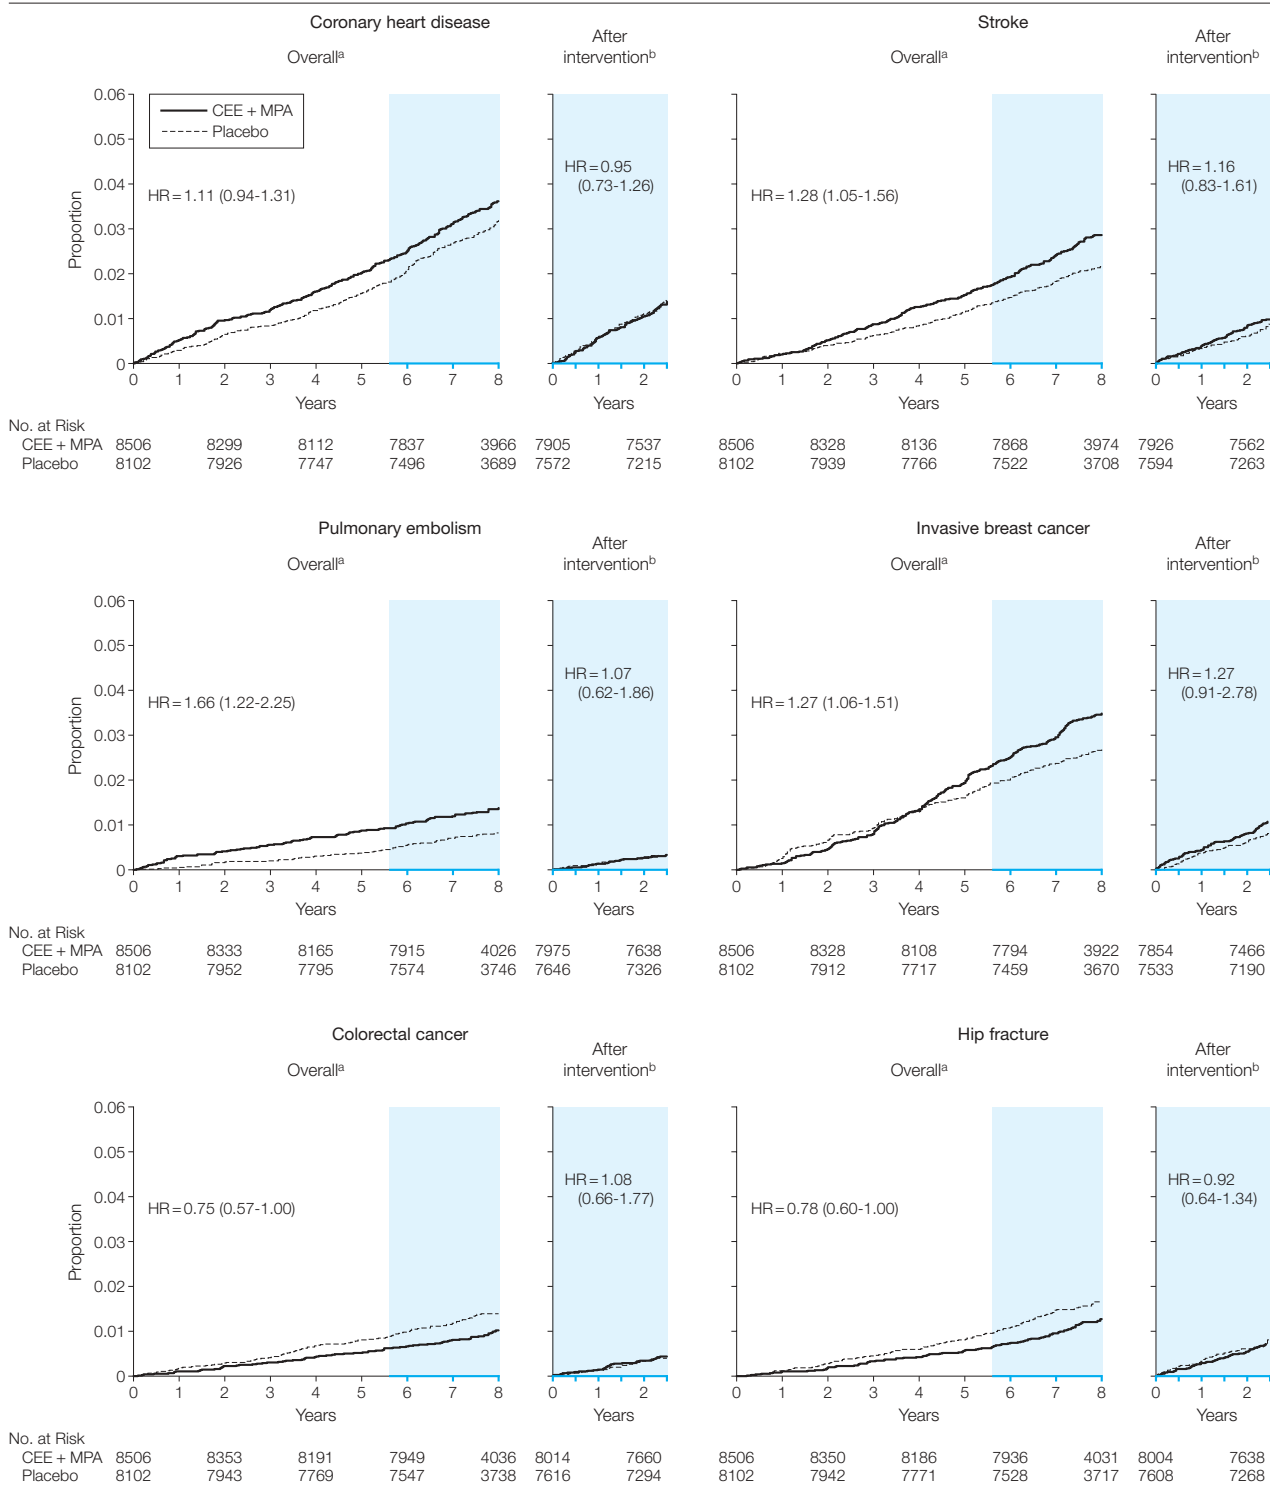 Coronary heart disease
Stroke
Overallᵃ
After
interventionᵇ
Overallᵃ
After
interventionᵇ
0.06
0.05
0.04
0.03
0.02
0.01
0
Proportion
CEE + MPA
Placebo
HR = 1.11 (0.94-1.31)
HR = 0.95
(0.73-1.26)
HR = 1.28 (1.05-1.56)
HR = 1.16
(0.83-1.61)
0 1 2 3 4 5 6 7 8
0 1 2
0 1 2 3 4 5 6 7 8
0 1 2
Years
Years
Years
Years
No. at Risk
CEE + MPA 8506 8299 8112 7837 3966 7905 7537 8506 8328 8136 7868 3974 7926 7562
Placebo 8102 7926 7747 7496 3689 7572 7215 8102 7939 7766 7522 3708 7594 7263
Pulmonary embolism
Invasive breast cancer
Overallᵃ
After
interventionᵇ
Overallᵃ
After
interventionᵇ
0.06
0.05
0.04
0.03
0.02
0.01
0
Proportion
HR = 1.66 (1.22-2.25)
HR = 1.07
(0.62-1.86)
HR = 1.27 (1.06-1.51)
HR = 1.27
(0.91-2.78)
0 1 2 3 4 5 6 7 8
0 1 2
0 1 2 3 4 5 6 7 8
0 1 2
Years
Years
Years
Years
No. at Risk
CEE + MPA 8506 8333 8165 7915 4026 7975 7638 8506 8328 8108 7794 3922 7854 7466
Placebo 8102 7952 7795 7574 3746 7646 7326 8102 7912 7717 7459 3670 7533 7190
Colorectal cancer
Hip fracture
Overallᵃ
After
interventionᵇ
Overallᵃ
After
interventionᵇ
0.06
0.05
0.04
0.03
0.02
0.01
0
Proportion
HR = 0.75 (0.57-1.00)
HR = 1.08
(0.66-1.77)
HR = 0.78 (0.60-1.00)
HR = 0.92
(0.64-1.34)
0 1 2 3 4 5 6 7 8
0 1 2
0 1 2 3 4 5 6 7 8
0 1 2
Years
Years
Years
Years
No. at Risk
CEE + MPA 8506 8353 8191 7949 4036 8014 7660 8506 8350 8186 7936 4031 8004 7638
Placebo 8102 7943 7769 7547 3738 7616 7294 8102 7942 7771 7528 3717 7608 7268